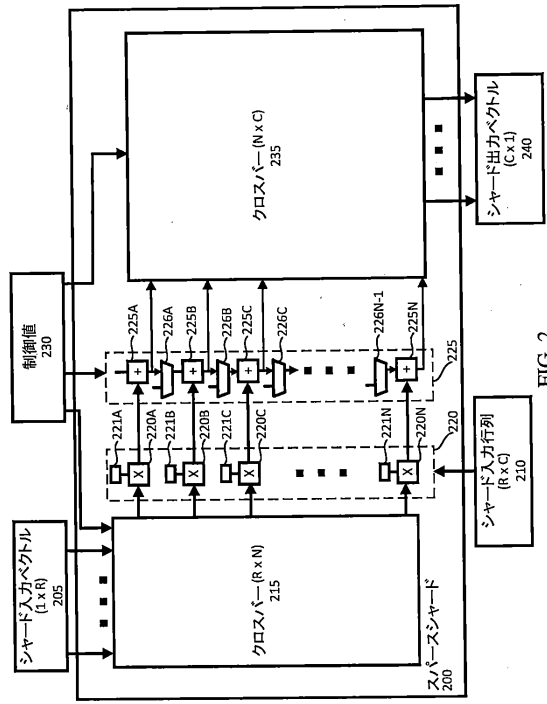 シャード入力ベクトル
(1 x R)
205
制御値
230
クロスバー (R x N)
215
221A
220A
221B
220B
221C
220C
221N
220N
220
X
X
X
X
225A
226A
225B
226B
225C
226C
226N-1
225N
225
+
+
+
+
クロスバー (N x C)
235
スパースシャード
200
シャード入力行列
(R x C)
210
シャード出力ベクトル
(C x 1)
240
FIG. 2